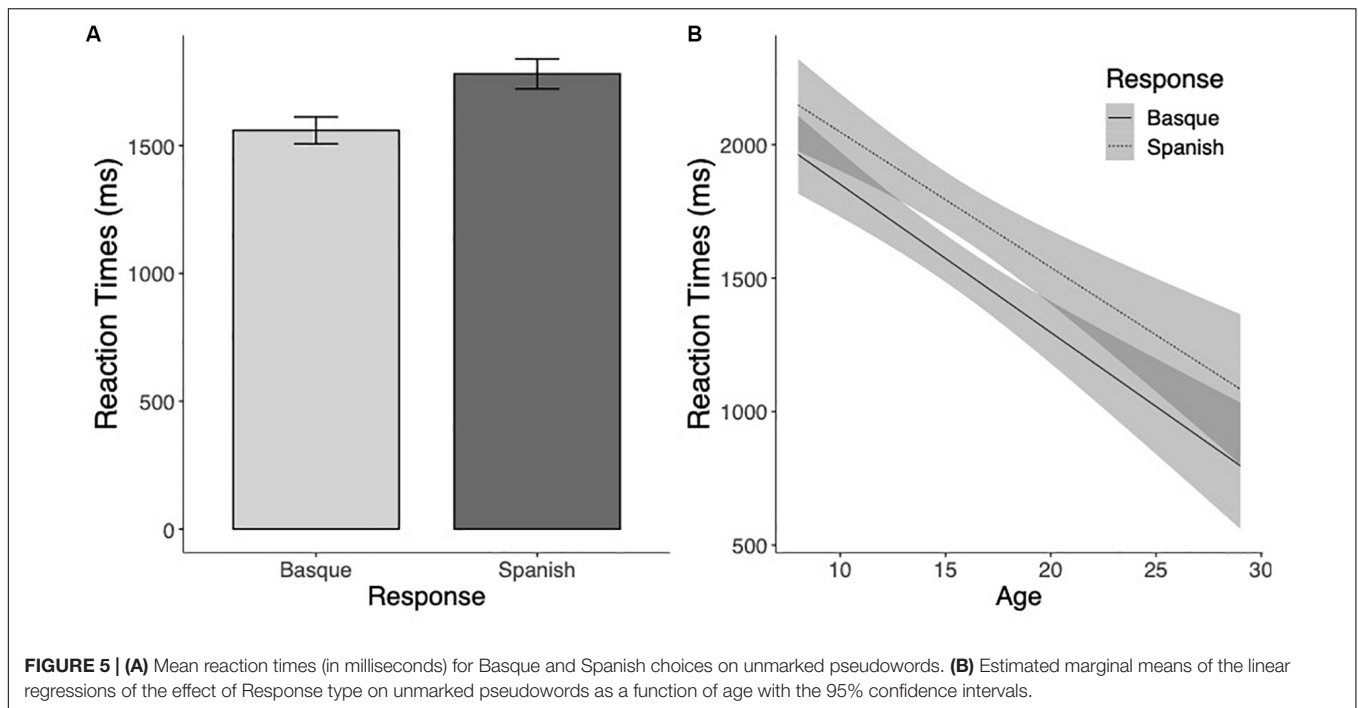 A
Reaction Times (ms)
1500
1000
500
0
Basque
Spanish
Response
B
Reaction Times (ms)
2000
1500
1000
500
10
15
20
25
30
Age
Response
Basque
Spanish
FIGURE 5 | (A) Mean reaction times (in milliseconds) for Basque and Spanish choices on unmarked pseudowords. (B) Estimated marginal means of the linear
regressions of the effect of Response type on unmarked pseudowords as a function of age with the 95% confidence intervals.